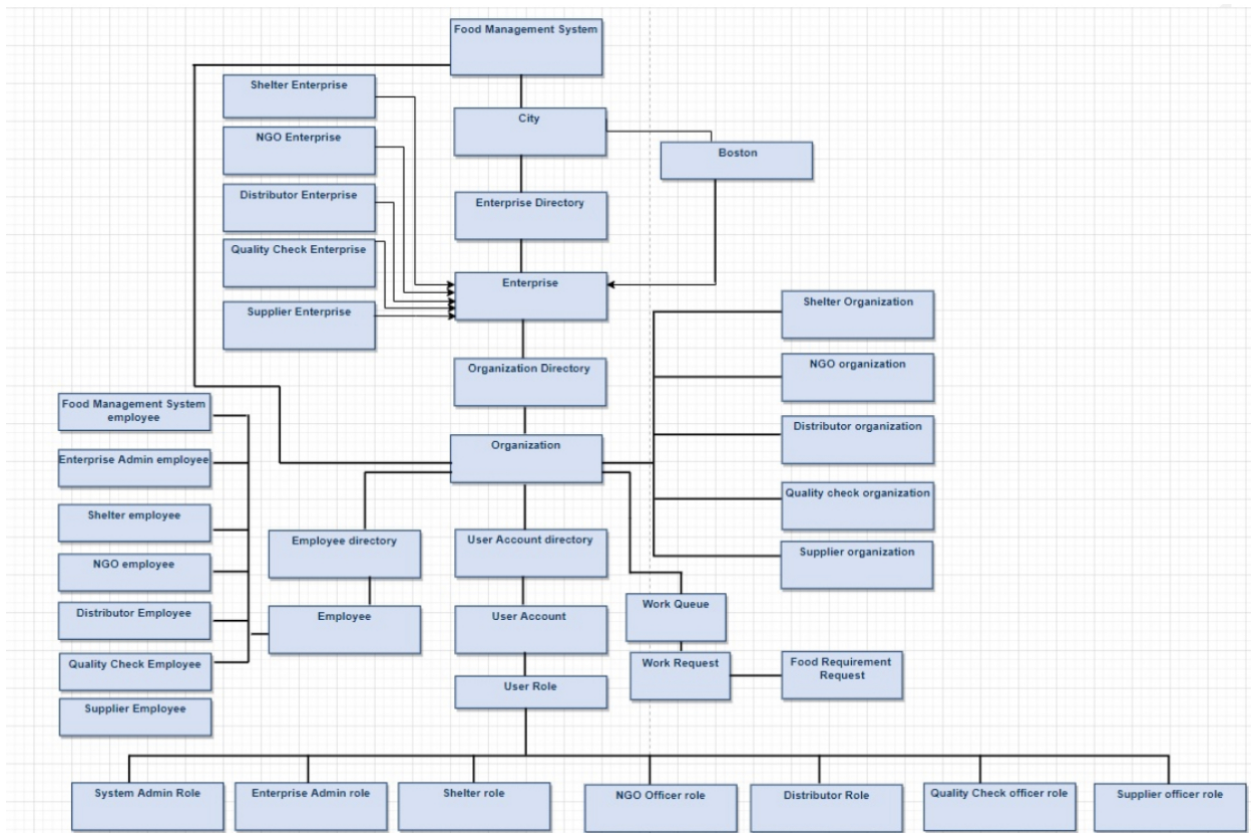 Food Management System
Shelter Enterprise
City
NGO Enterprise
Boston
Distributor Enterprise
Enterprise Directory
Quality Check Enterprise
Enterprise
Supplier Enterprise
Shelter Organization
Organization Directory
NGO organization
Food Management System
employee
Distributor organization
Organization
Enterprise Admin employee
Quality check organization
Shelter employee
Employee directory
User Account directory
Supplier organization
NGO employee
Work Queue
Distributor Employee
Employee
User Account
Quality Check Employee
Work Request
Food Requirement
Request
User Role
Supplier Employee
System Admin Role
Enterprise Admin role
Shelter role
NGO Officer role
Distributor Role
Quality Check officer role
Supplier officer role